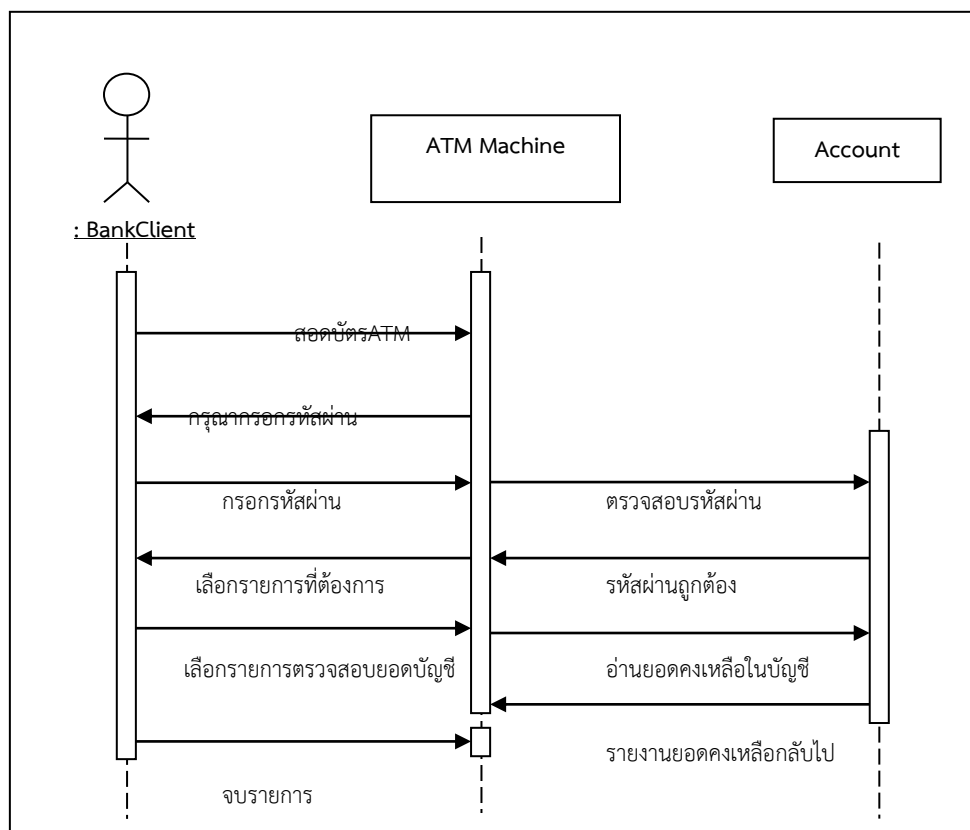 ATM Machine
Account
: BankClient
สอดบัตรATM
กรุณากรอกรหัสผ่าน
กรอกรหัสผ่าน
ตรวจสอบรหัสผ่าน
เลือกรายการที่ต้องการ
รหัสผ่านถูกต้อง
เลือกรายการตรวจสอบยอดบัญชี
อ่านยอดคงเหลือในบัญชี
รายงานยอดคงเหลือกลับไป
จบรายการ